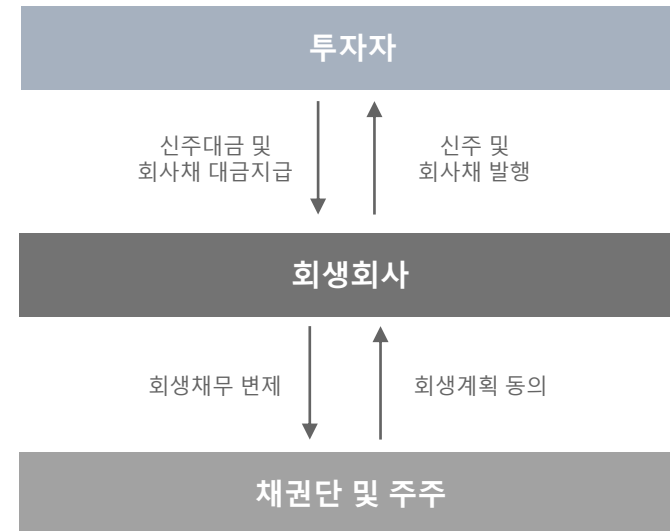 투자자
신주대금 및
회사채 대금지급
신주 및
회사채 발행
회생회사
회생채무 변제
회생계획 동의
채권단 및 주주